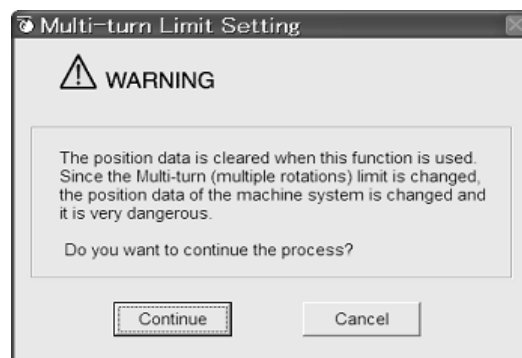 Multi-turn Limit Setting
WARNING
The position data is cleared when this function is used.
Since the Multi-turn (multiple rotations) limit is changed,
the position data of the machine system is changed and
it is very dangerous.
Do you want to continue the process?
Continue
Cancel